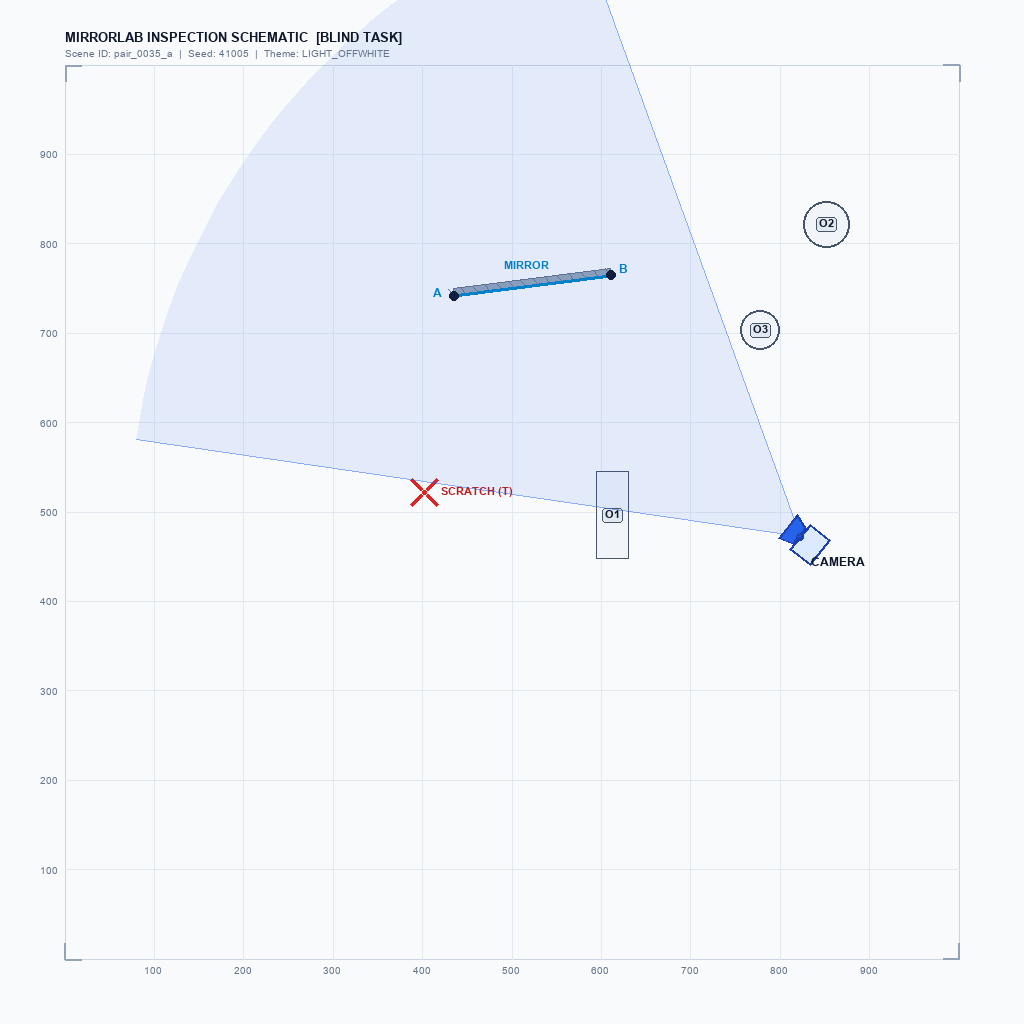 MIRRORLAB INSPECTION SCHEMATIC [BLIND TASK]
Scene ID: pair_0035_a | Seed: 41005 | Theme: LIGHT_OFFWHITE
900
800
700
600
500
400
300
200
100
O2
MIRROR
B
A
O3
SCRATCH (T)
O1
CAMERA
100 200 300 400 500 600 700 800 900